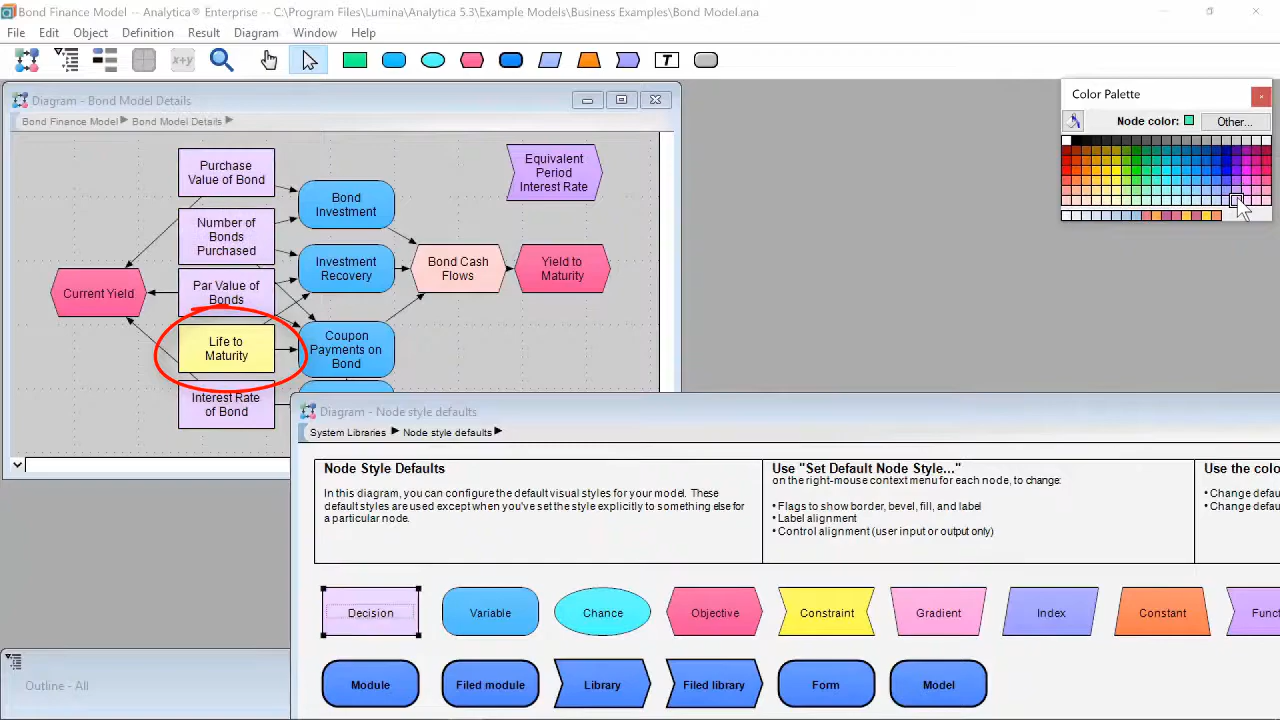 Bond Finance Model -- Analytica® Enterprise -- C:\Program Files\Lumina\Analytica 5.3\Example Models\Business Examples\Bond Model.ana
File Edit Object Definition Result Diagram Window Help
x+y
T
Diagram - Bond Model Details
Bond Finance Model Bond Model Details
Purchase
Value of Bond
Number of
Bonds
Purchased
Par Value of
Bonds
Life to
Maturity
Interest Rate
of Bond
Current Yield
Bond
Investment
Investment
Recovery
Coupon
Payments on
Bond
Bond Cash
Flows
Yield to
Maturity
Equivalent
Period
Interest Rate
Color Palette
Node color:
Other...
Diagram - Node style defaults
System Libraries Node style defaults
Node Style Defaults
In this diagram, you can configure the default visual styles for your model. These
default styles are used except when you've set the style explicitly to something else for
a particular node.
Use "Set Default Node Style..."
on the right-mouse context menu for each node, to change:
• Flags to show border, bevel, fill, and label
• Label alignment
• Control alignment (user input or output only)
Use the colo
• Change defau
• Change defau
Decision Variable Chance Objective Constraint Gradient Index Constant Funct
Module Filed module Library Filed library Form Model
Outline - All